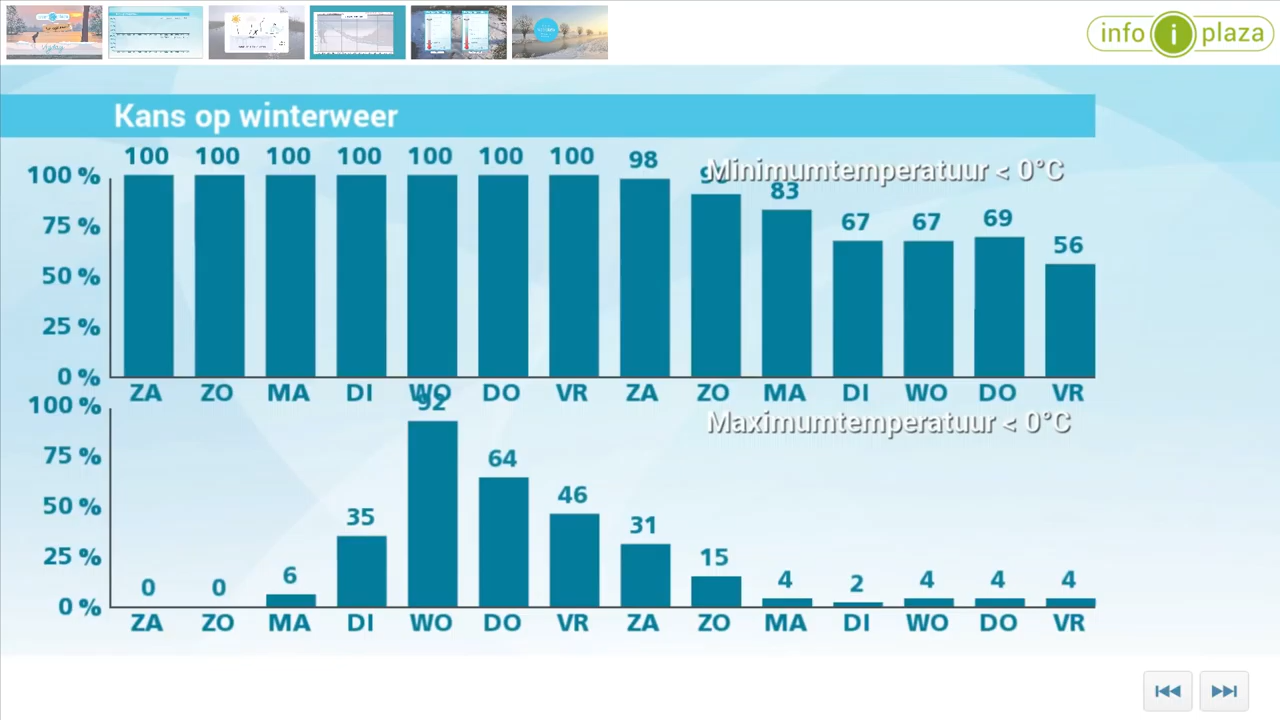 info i plaza
Kans op winterweer
100 100 100 100 100 100 100 98 83 67 67 69 56
Minimumtemperatuur < 0°C
100 %
75 %
50 %
25 %
0 %
ZA ZO MA DI WO DO VR ZA ZO MA DI WO DO VR
Maximumtemperatuur < 0°C
100 %
75 %
50 %
25 %
0 %
0 0 6 35 92 64 46 31 15 4 2 4 4 4
ZA ZO MA DI WO DO VR ZA ZO MA DI WO DO VR